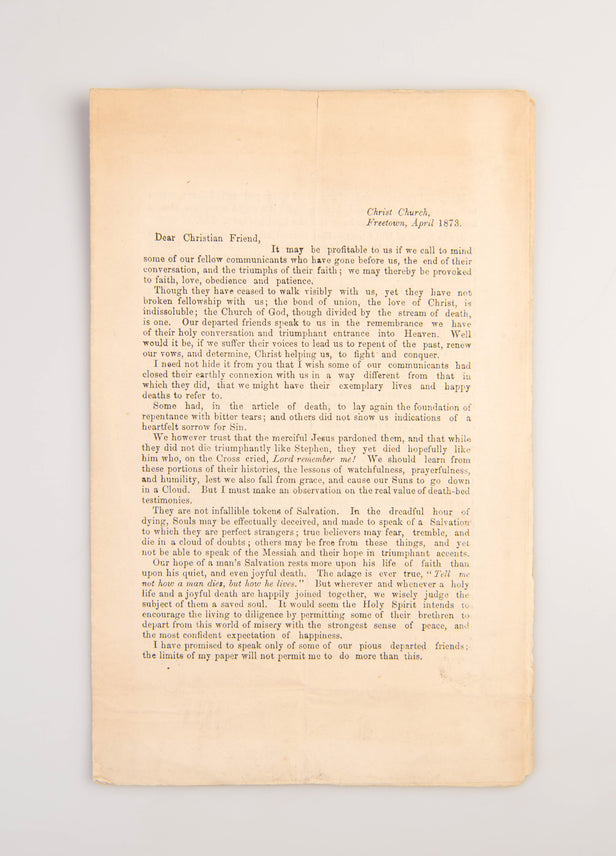 Christ Church,
Freetown, April 1873.
Dear Christian Friend,
It may be profitable to us if we call to mind
some of our fellow communicants who have gone before us, the end of their
conversation, and the triumphs of their faith; we may thereby be provoked
to faith, love, obedience and patience.
Though they have ceased to walk visibly with us, yet they have not
broken fellowship with us; the bond of union, the love of Christ, is
indissoluble; the Church of God, though divided by the stream of death,
is one. Our departed friends speak to us in the remembrance we have
of their holy conversation and triumphant entrance into Heaven. Well
would it be, if we suffer their voices to lead us to repent of the past, renew
our vows, and determine, Christ helping us, to fight and conquer.
I need not hide it from you that I wish some of our communicants had
closed their earthly connexion with us in a way different from that in
which they did, that we might have their exemplary lives and happy
deaths to refer to.
Some had, in the article of death, to lay again the foundation of
repentance with bitter tears; and others did not show us indications of a
heartfelt sorrow for Sin.
We however trust that the merciful Jesus pardoned them, and that while
they did not die triumphantly like Stephen, they yet died hopefully like
him who, on the Cross cried, Lord remember me! We should learn from
these portions of their histories, the lessons of watchfulness, prayerfulness,
and humility, lest we also fall from grace, and cause our Suns to go down
in a Cloud. But I must make an observation on the real value of death-bed
testimonies.
They are not infallible tokens of Salvation. In the dreadful hour of
dying, Souls may be effectually deceived, and made to speak of a Salvation
to which they are perfect strangers; true believers may fear, tremble, and
die in a cloud of doubts; others may be free from these things, and yet
not be able to speak of the Messiah and their hope in triumphant accents.
Our hope of a man's Salvation rests more upon his life of faith than
upon his quiet, and even joyful death. The adage is ever true, "Tell me
not how a man dies, but how he lives." But wherever and whenever a holy
life and a joyful death are happily joined together, we wisely judge the
subject of them a saved soul. It would seem the Holy Spirit intends to
encourage the living to diligence by permitting some of their brethren to
depart from this world of misery with the strongest sense of peace, and
the most confident expectation of happiness.
I have promised to speak only of some of our pious departed friends;
the limits of my paper will not permit me to do more than this.